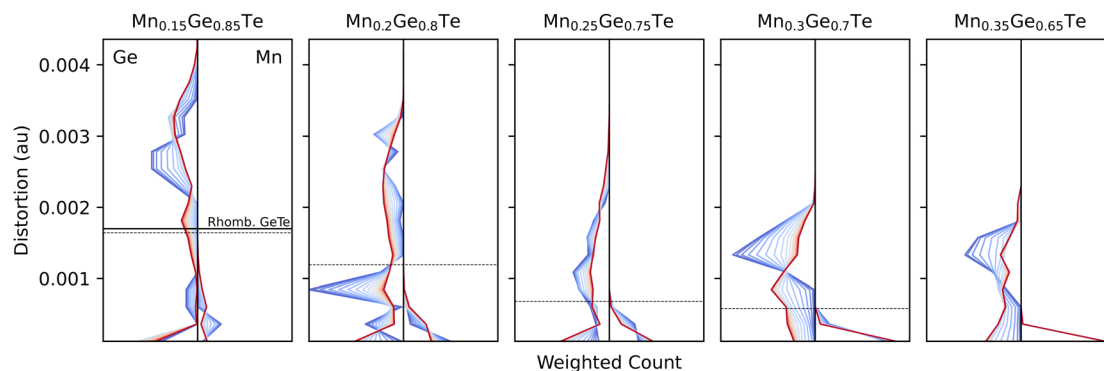 Mn₀.₁₅Ge₀.₈₅Te
Mn₀.₂Ge₀.₈Te
Mn₀.₂₅Ge₀.₇₅Te
Mn₀.₃Ge₀.₇Te
Mn₀.₃₅Ge₀.₆₅Te
Ge
Mn
0.004
0.003
0.002
0.001
Distortion (au)
Rhomb. GeTe
Weighted Count